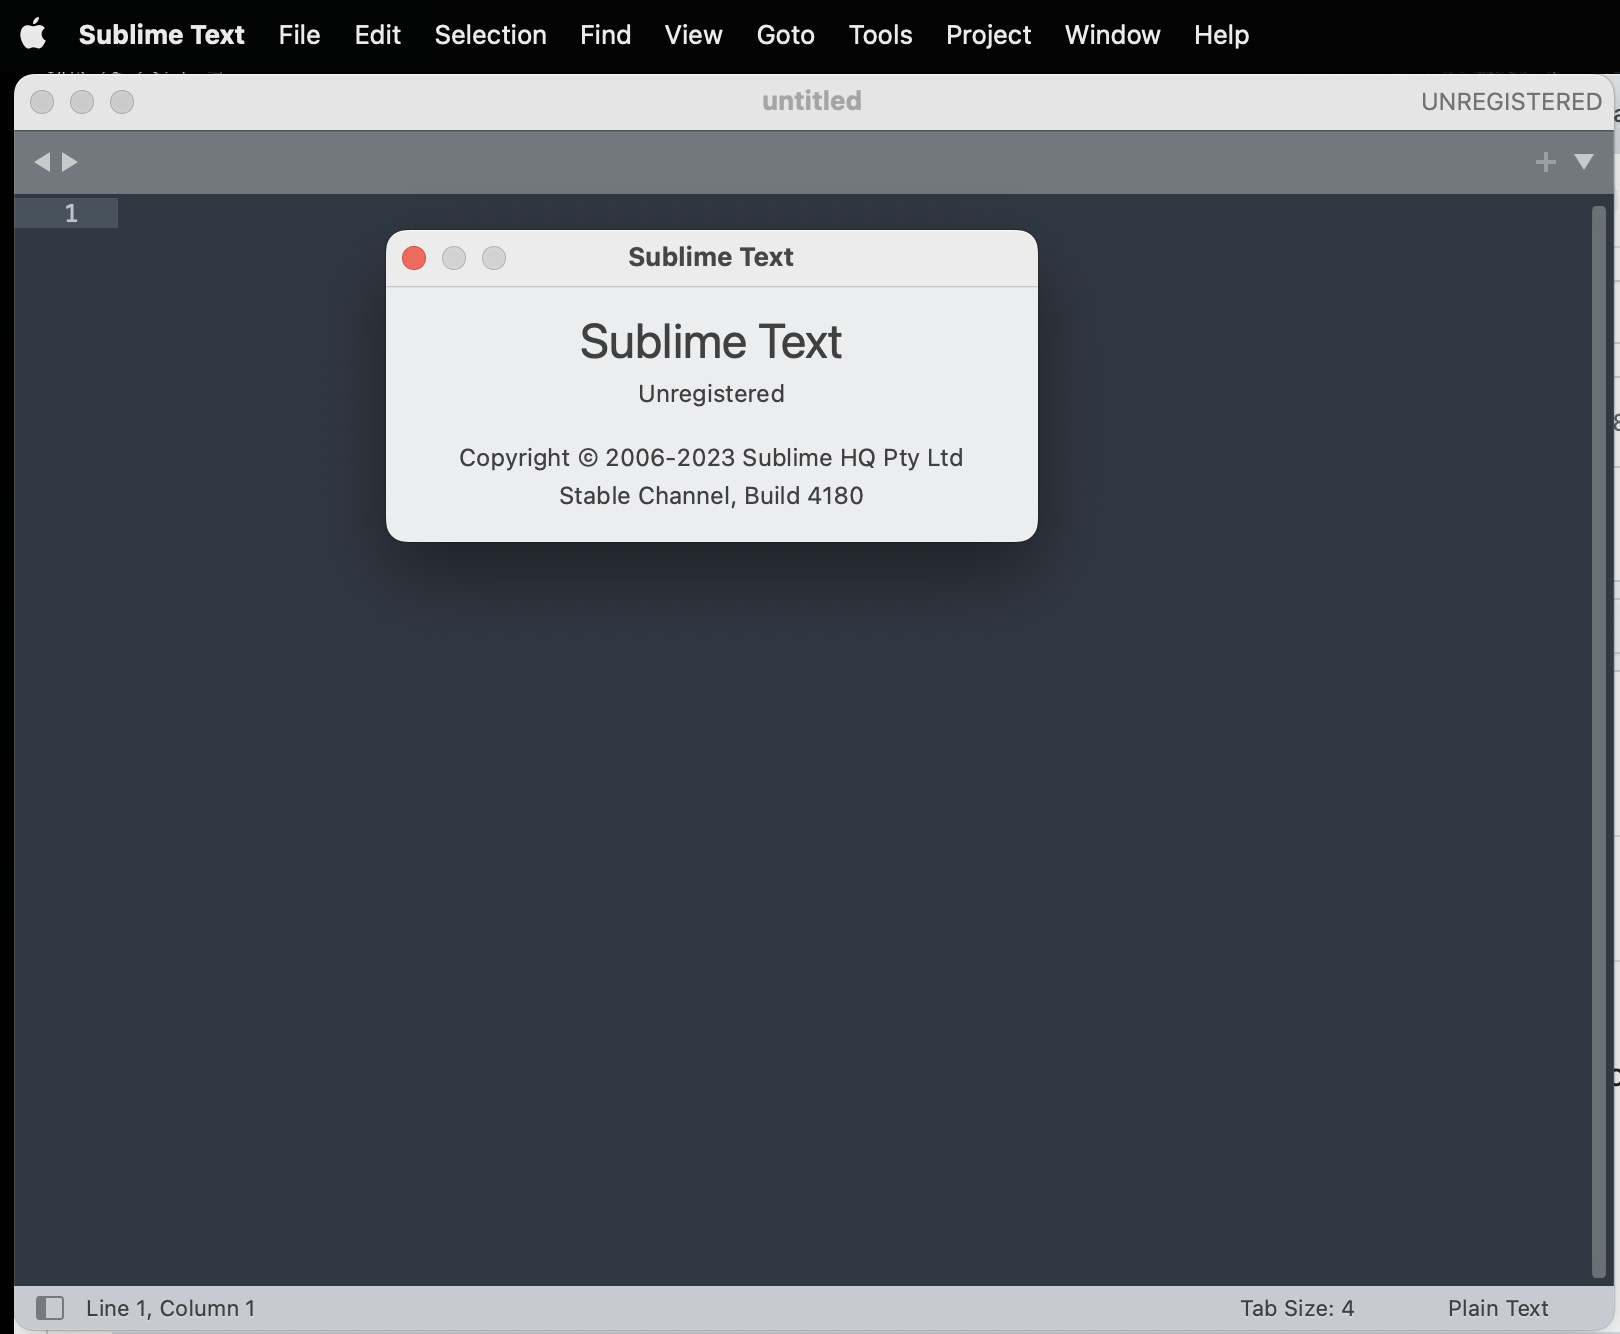 Sublime Text File Edit Selection Find View Goto Tools Project Window Help
untitled UNREGISTERED
1
Sublime Text
Sublime Text
Unregistered
Copyright © 2006-2023 Sublime HQ Pty Ltd
Stable Channel, Build 4180
Line 1, Column 1 Tab Size: 4 Plain Text